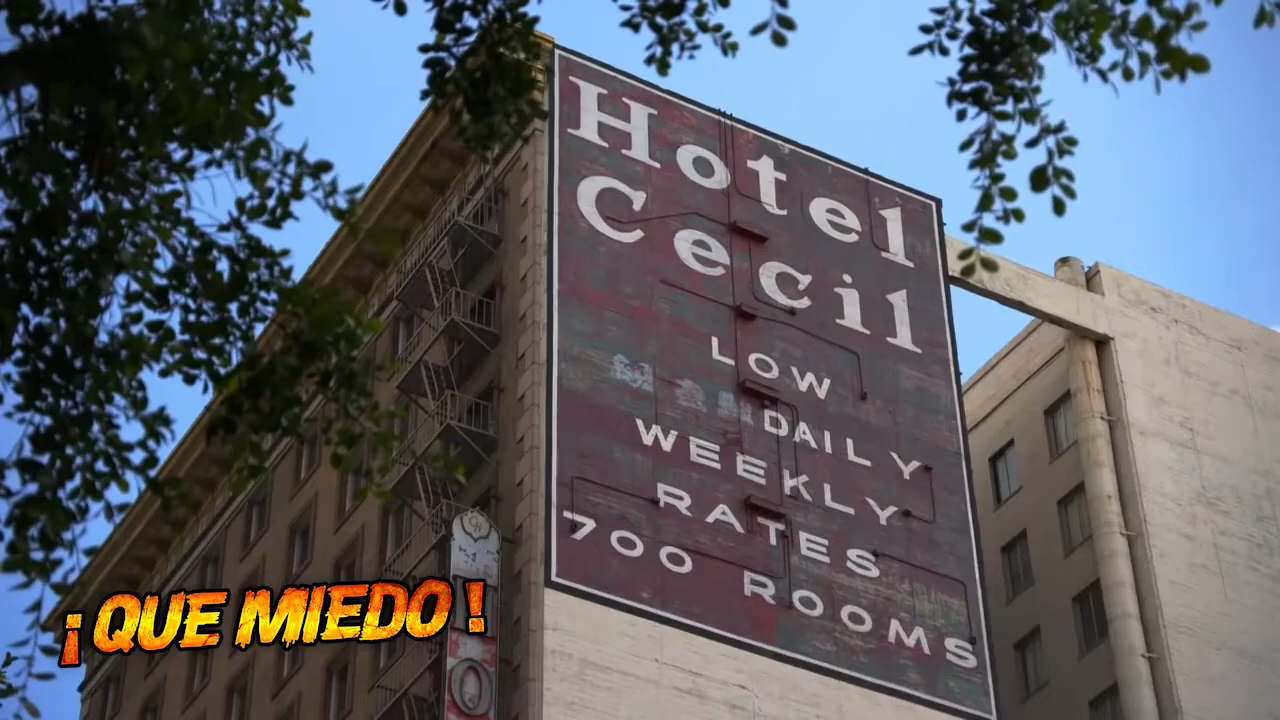 Hotel
Cecil
LOW
DAILY
WEEKLY
RATES
700 ROOMS
¡QUE MIEDO!